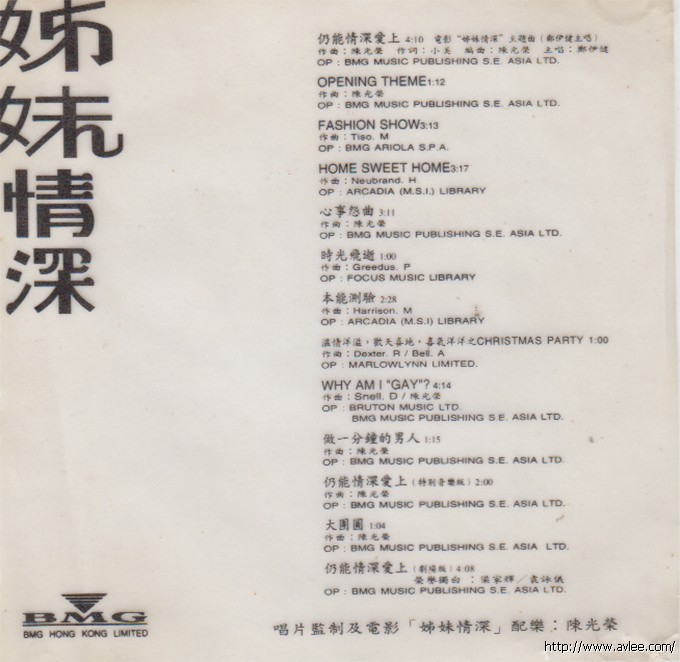 姊妹情深
仍能情深愛上 4:10 電影“姊妹情深”主題曲(鄭伊健主唱)
作曲：陳光榮 作詞：小美 編曲：陳光榮 主唱：鄭伊健
OP : BMG MUSIC PUBLISHING S.E. ASIA LTD.
OPENING THEME 1:12
作曲：陳光榮
OP : BMG MUSIC PUBLISHING S.E. ASIA LTD.
FASHION SHOW 3:13
作曲：Tiso. M
OP : BMG ARIOLA S.P.A.
HOME SWEET HOME 3:17
作曲：Neubrand. H
OP : ARCADIA (M.S.I.) LIBRARY
心事怨曲 3:11
作曲：陳光榮
OP : BMG MUSIC PUBLISHING S.E. ASIA LTD.
時光飛逝 1:00
作曲：Greedus. P
OP : FOCUS MUSIC LIBRARY
本能測驗 2:28
作曲：Harrison. M
OP : ARCADIA (M.S.I) LIBRARY
溫情洋溢，歡天喜地，喜氣洋洋之CHRISTMAS PARTY 1:00
作曲：Dexter. R / Bell. A
OP : MARLOWLYNN LIMITED.
WHY AM I "GAY"? 4:14
作曲：Snell. D / 陳光榮
OP : BRUTON MUSIC LTD.
BMG MUSIC PUBLISHING S.E. ASIA LTD.
做一分鐘的男人 1:15
作曲：陳光榮
OP : BMG MUSIC PUBLISHING S.E. ASIA LTD.
仍能情深愛上(特別音樂版) 2:00
作曲：陳光榮
OP : BMG MUSIC PUBLISHING S.E. ASIA LTD.
大團圓 1:04
作曲：陳光榮
OP : BMG MUSIC PUBLISHING S.E. ASIA LTD.
仍能情深愛上(劇場版) 4:08
榮譽獨白：梁家輝／袁詠儀
OP : BMG MUSIC PUBLISHING S.E. ASIA LTD.
BMG
BMG HONG KONG LIMITED
唱片監制及電影「姊妹情深」配樂：陳光榮
http://www.avlee.com/